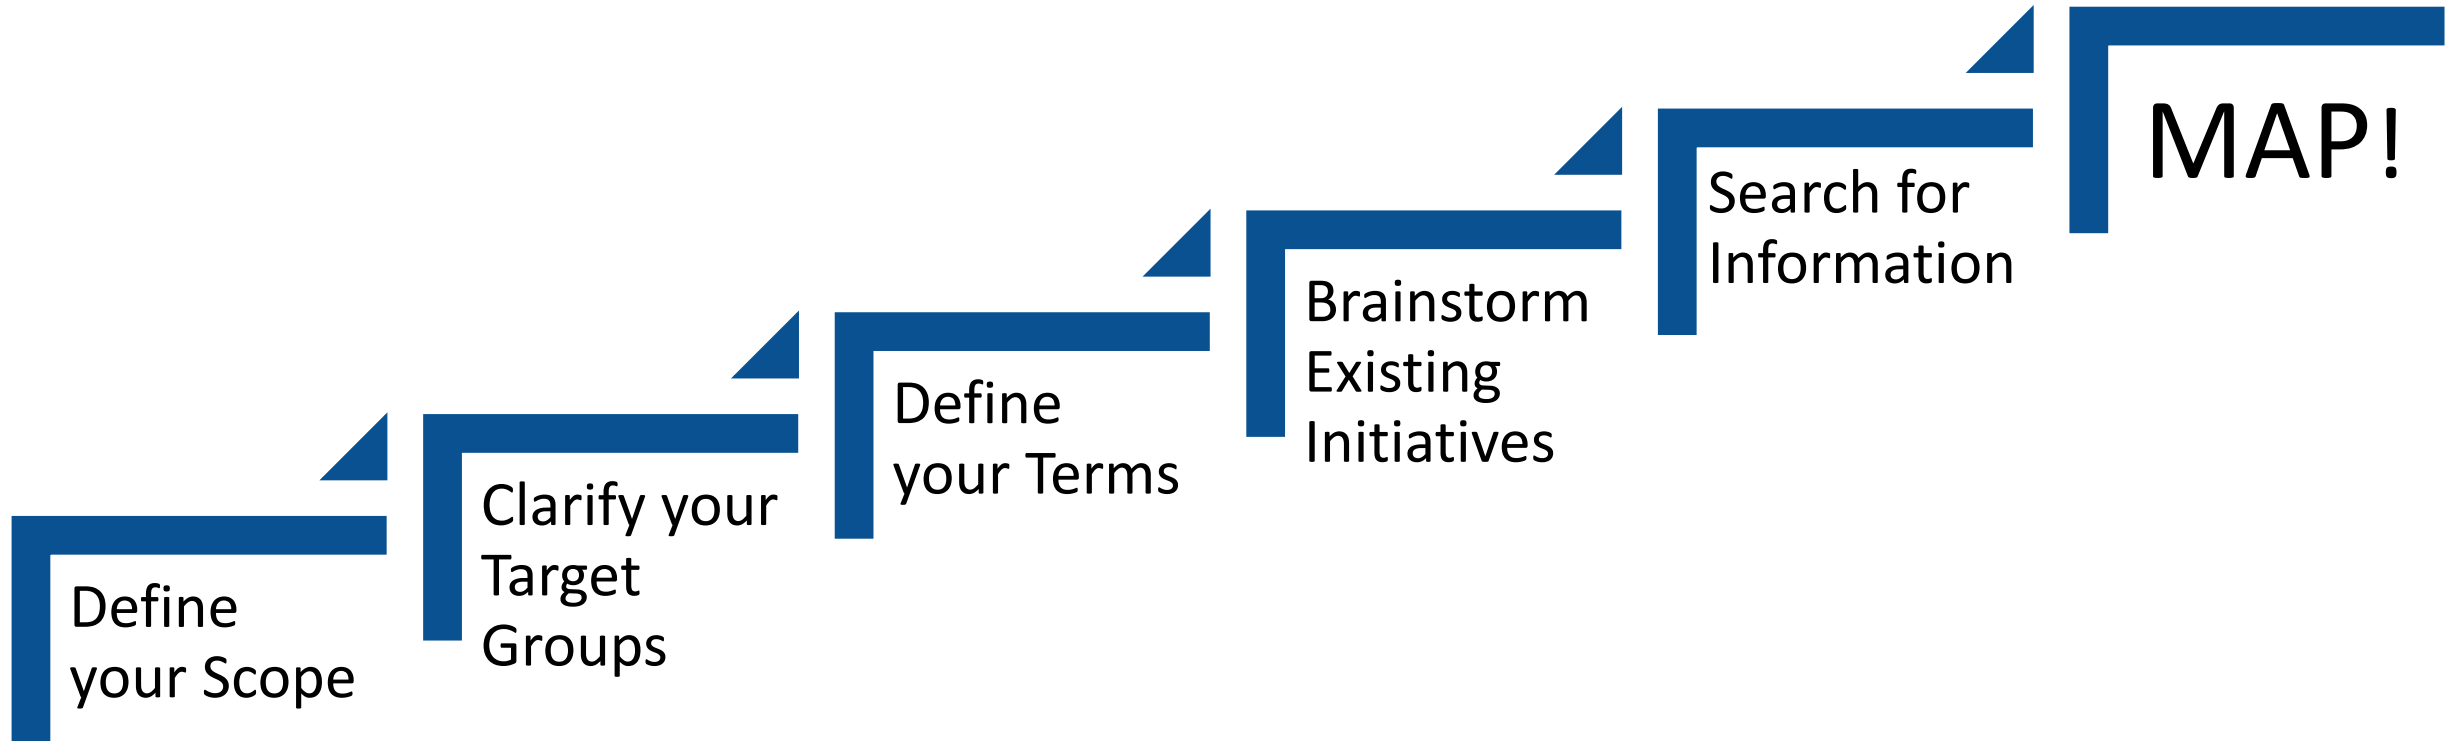 Define
your Scope
Clarify your
Target
Groups
Define
your Terms
Brainstorm
Existing
Initiatives
Search for
Information
MAP!